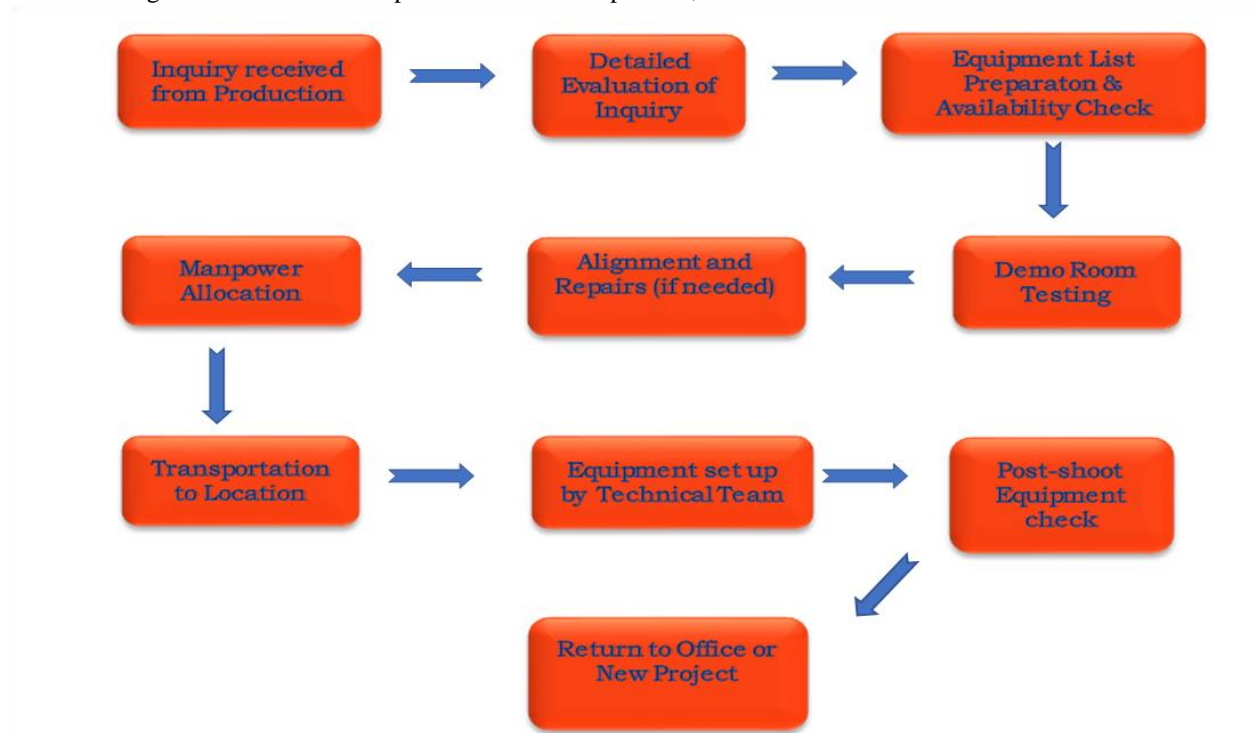 Inquiry received
from Production
Detailed
Evaluation of
Inquiry
Equipment List
Preparaton &
Availability Check
Demo Room
Testing
Alignment and
Repairs (if needed)
Manpower
Allocation
Transportation
to Location
Equipment set up
by Technical Team
Post-shoot
Equipment
check
Return to Office or
New Project